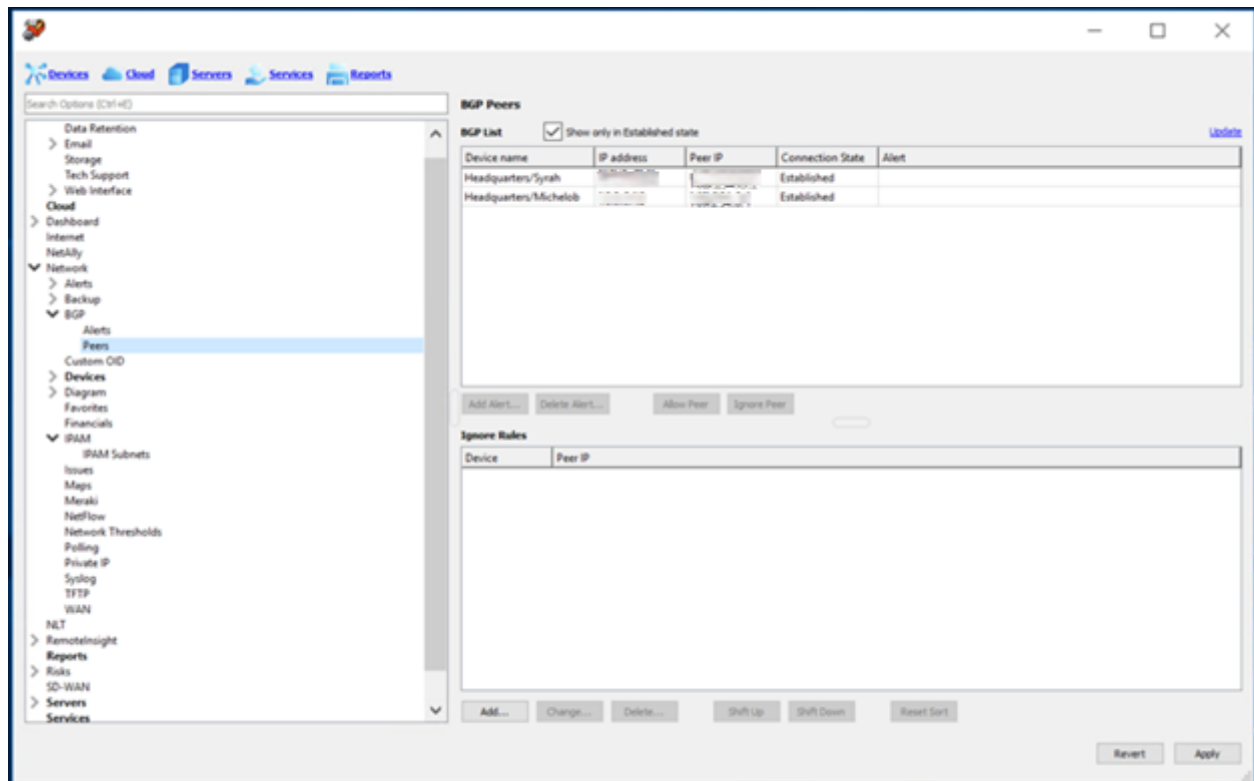 Devices Cloud Servers Services Reports
Search Options (Ctrl+E)
Data Retention
Email
Storage
Tech Support
Web Interface
Cloud
Dashboard
Internet
NetAlly
Network
Alerts
Backup
BGP
Alerts
Peers
Custom OID
Devices
Diagram
Favorites
Financials
IPAM
IPAM Subnets
Issues
Maps
Meraki
NetFlow
Network Thresholds
Polling
Private IP
Syslog
TFTP
WAN
NLT
RemoteInsight
Reports
Risks
SD-WAN
Servers
Services
BGP Peers
BGP List Show only in Established state Update
Device name IP address Peer IP Connection State Alert
Headquarters/Syrah Established
Headquarters/Michelob Established
Add Alert... Delete Alert... Allow Peer Ignore Peer
Ignore Rules
Device Peer IP
Add... Change... Delete... Shift Up Shift Down Reset Sort
Revert Apply